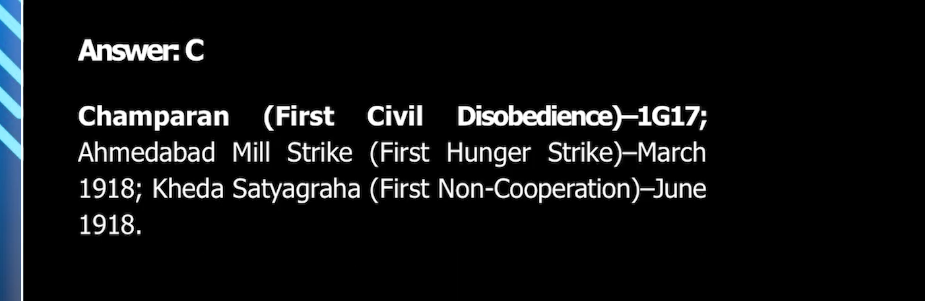 Answer: C
Champaran (First Civil Disobedience)–1G17;
Ahmedabad Mill Strike (First Hunger Strike)–March
1918; Kheda Satyagraha (First Non-Cooperation)–June
1918.